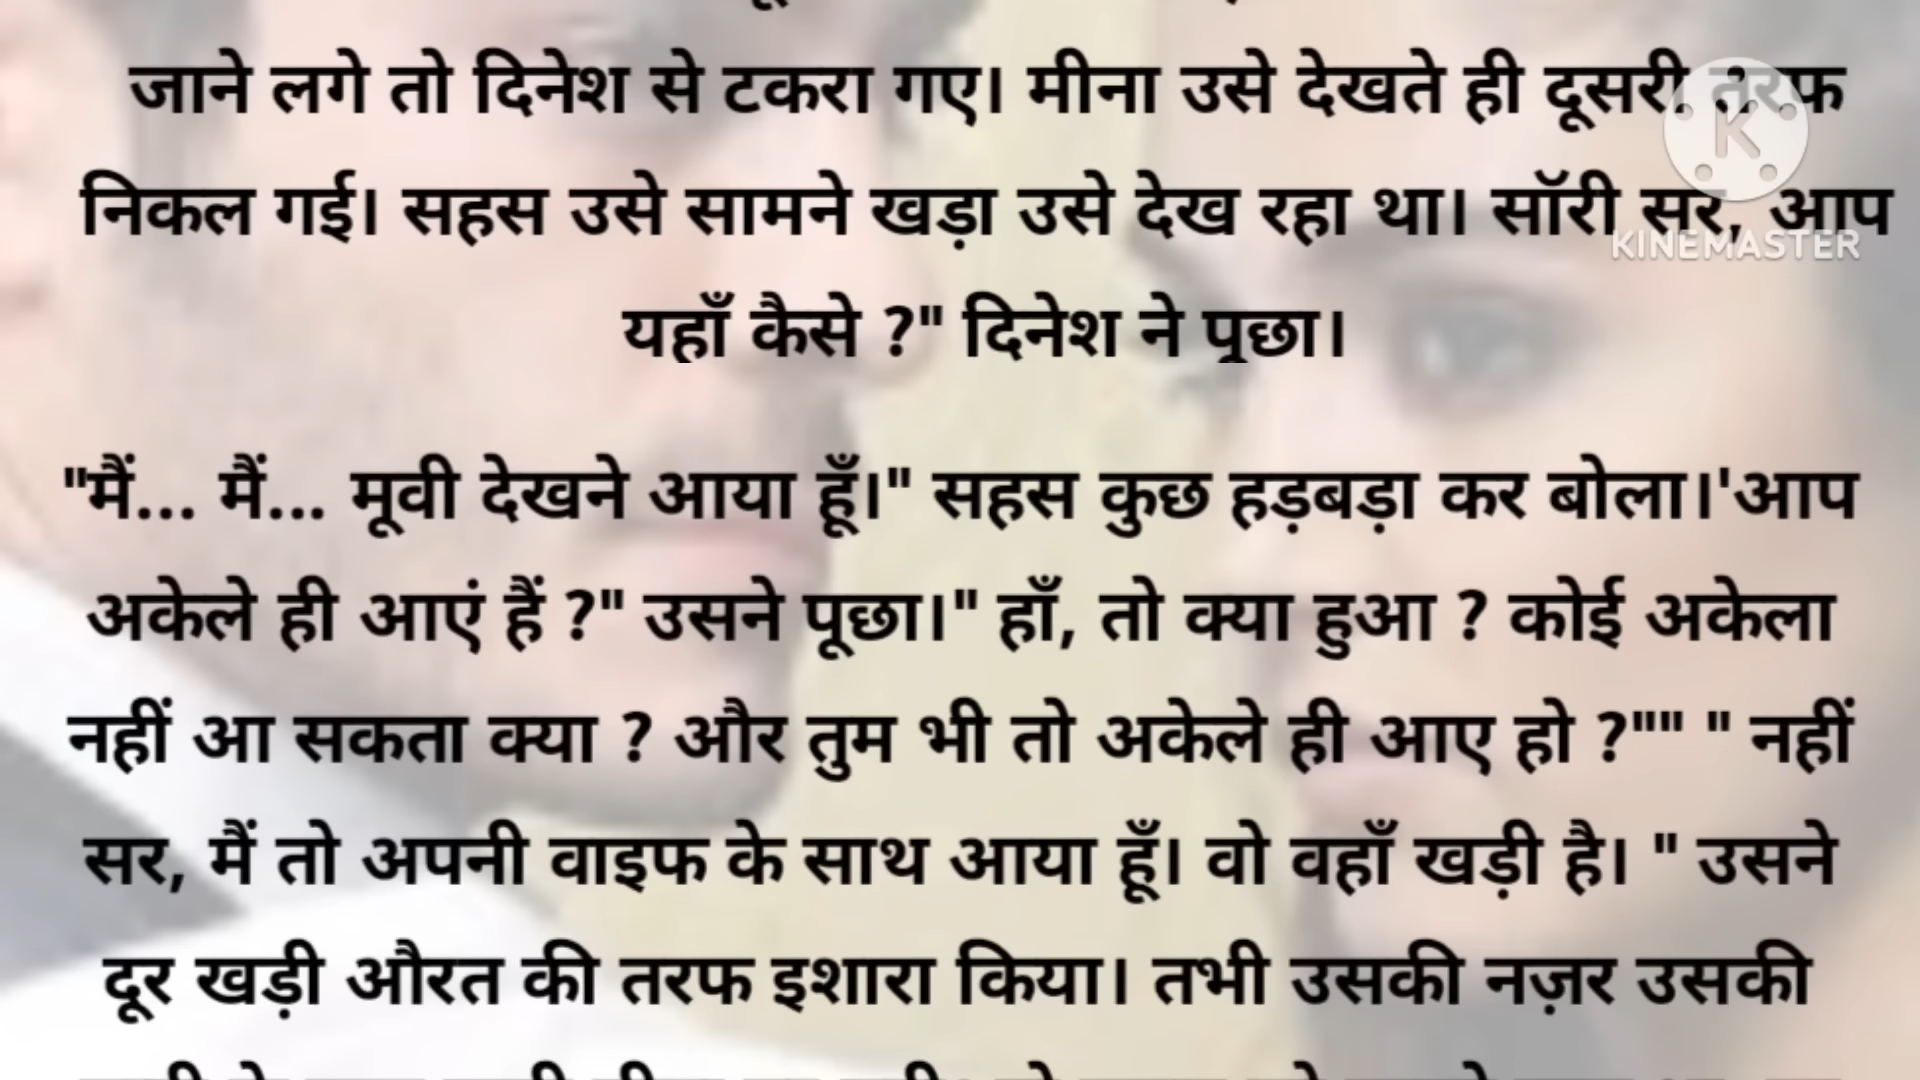 जाने लगे तो दिनेश से टकरा गए। मीना उसे देखते ही दूसरी तरफ
निकल गई। सहस उसे सामने खड़ा उसे देख रहा था। सॉरी सर, आप
यहाँ कैसे ?" दिनेश ने पूछा।
"मैं... मैं... मूवी देखने आया हूँ।" सहस कुछ हड़बड़ा कर बोला।'आप
अकेले ही आएं हैं ?" उसने पूछा।" हाँ, तो क्या हुआ ? कोई अकेला
नहीं आ सकता क्या ? और तुम भी तो अकेले ही आए हो ?"" " नहीं
सर, मैं तो अपनी वाइफ के साथ आया हूँ। वो वहाँ खड़ी है। " उसने
दूर खड़ी औरत की तरफ इशारा किया। तभी उसकी नज़र उसकी
K
KINEMASTER